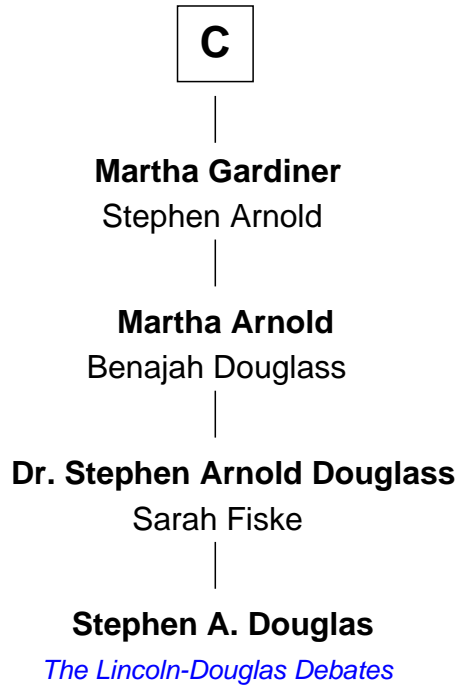 C
Martha Gardiner
Stephen Arnold
Martha Arnold
Benajah Douglass
Dr. Stephen Arnold Douglass
Sarah Fiske
Stephen A. Douglas
The Lincoln-Douglas Debates